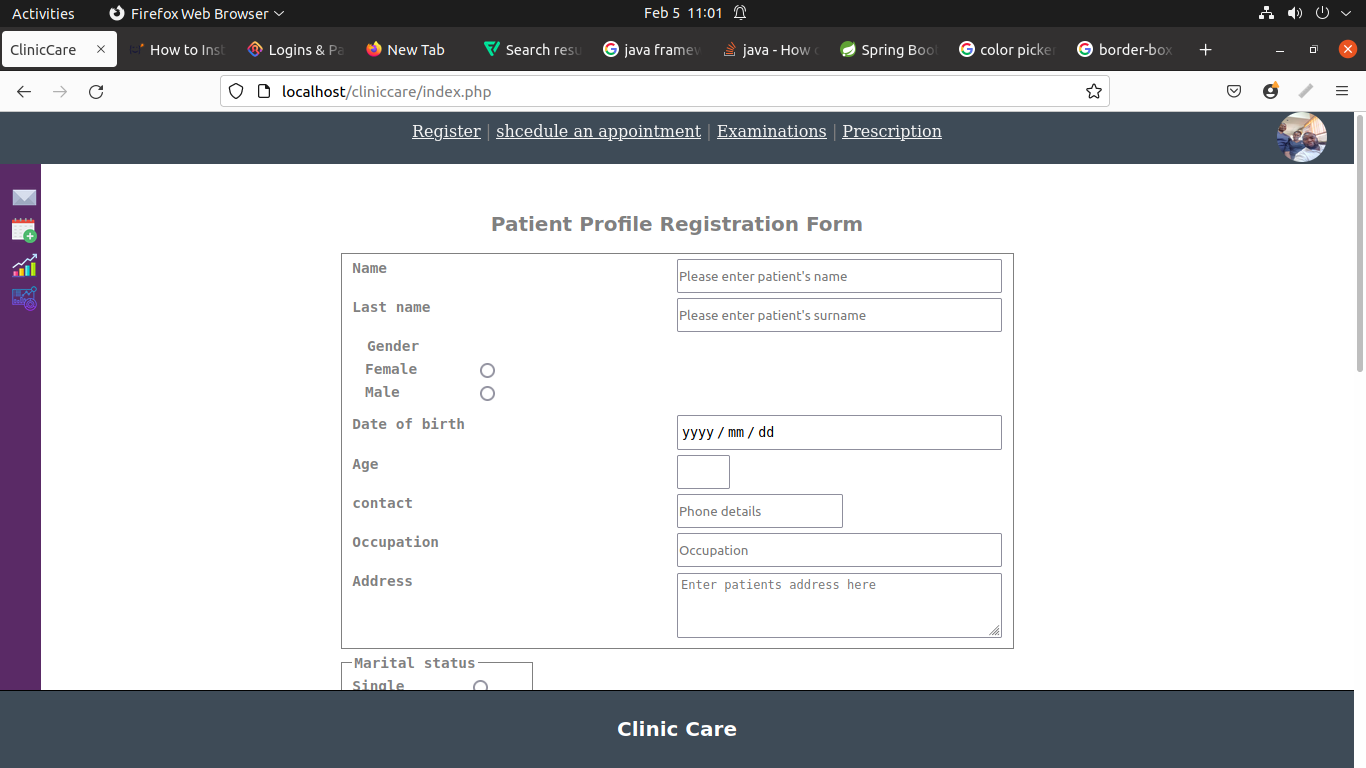 Activities Firefox Web Browser Feb 5 11:01
ClinicCare How to Inst Logins & Pa New Tab Search resu java framew java - How c Spring Boot color picker border-box
localhost/cliniccare/index.php
Register | shcedule an appointment | Examinations | Prescription
Patient Profile Registration Form
Name Please enter patient's name
Last name Please enter patient's surname
Gender
Female
Male
Date of birth yyyy / mm / dd
Age
contact Phone details
Occupation Occupation
Address Enter patients address here
Marital status
Single
Clinic Care